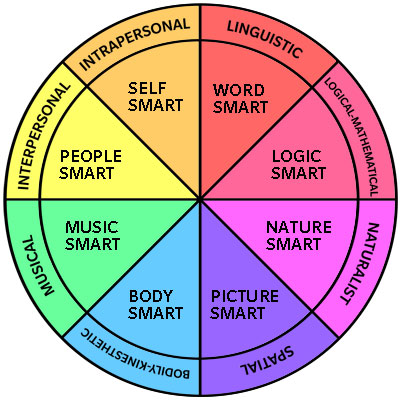 LINGUISTIC
WORD
SMART
LOGICAL-MATHEMATICAL
LOGIC
SMART
NATURALIST
NATURE
SMART
SPATIAL
PICTURE
SMART
BODILY-KINESTHETIC
BODY
SMART
MUSICAL
MUSIC
SMART
INTERPERSONAL
PEOPLE
SMART
INTRAPERSONAL
SELF
SMART